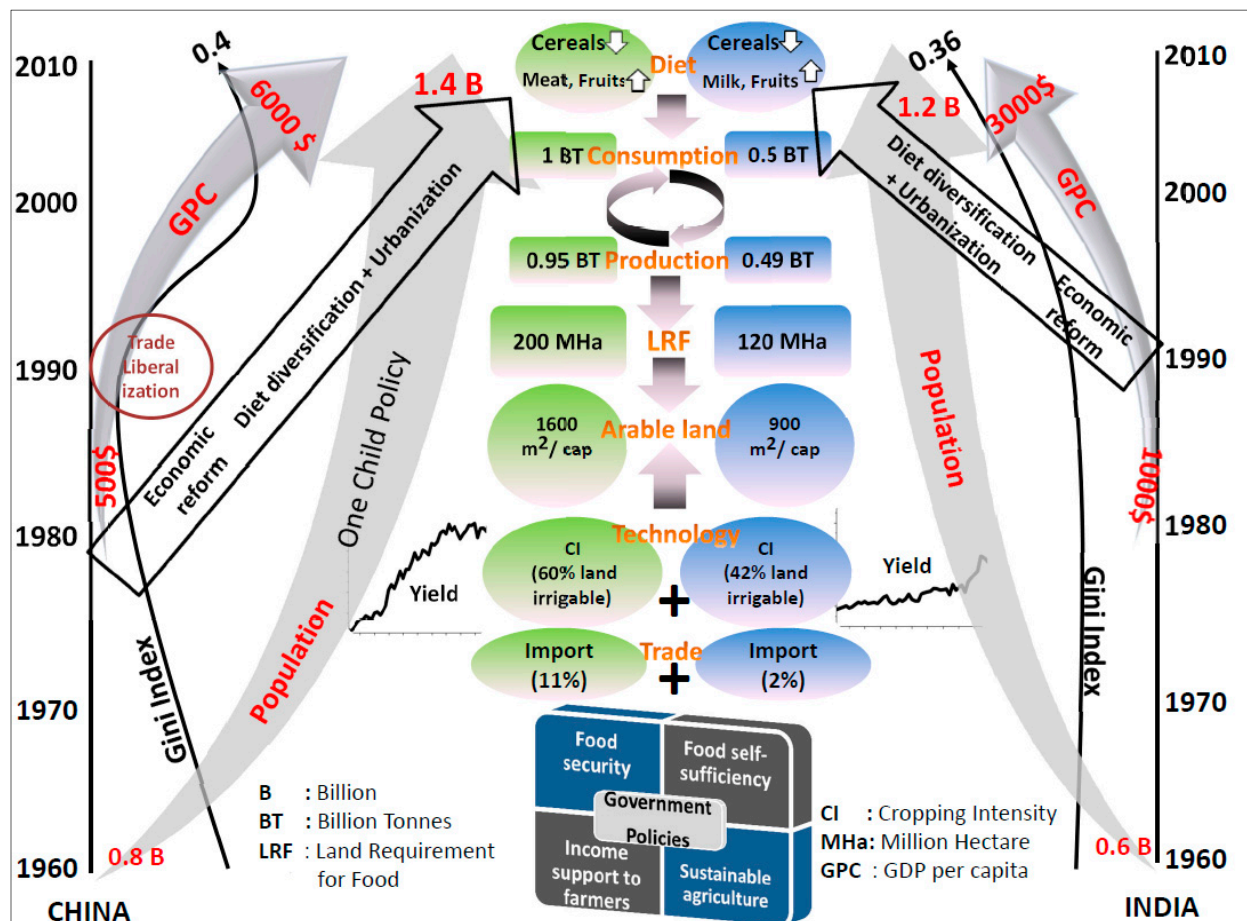 2010
2000
1990
1980
1970
1960
CHINA
0.4
6000 $
GPC
500$
Trade
Liberal
ization
Economic
reform
Diet diversification + Urbanization
One Child Policy
1.4 B
Population
0.8 B
Gini Index
Yield
Cereals
Meat, Fruits
Diet
Cereals
Milk, Fruits
1 BT
Consumption
0.5 BT
0.95 BT
Production
0.49 BT
200 MHa
LRF
120 MHa
1600
m²/ cap
Arable land
900
m²/ cap
Technology
CI
(60% land
irrigable)
+
CI
(42% land
irrigable)
Import
(11%)
Trade
+
Import
(2%)
Food
security
Food self-
sufficiency
Government
Policies
Income
support to
farmers
Sustainable
agriculture
B : Billion
BT : Billion Tonnes
LRF : Land Requirement
for Food
CI : Cropping Intensity
MHa: Million Hectare
GPC : GDP per capita
Yield
0.36
1.2 B
3000$
GPC
Diet diversification
+ Urbanization
Economic
reform
Population
1000$
Gini Index
0.6 B
2010
2000
1990
1980
1970
1960
INDIA